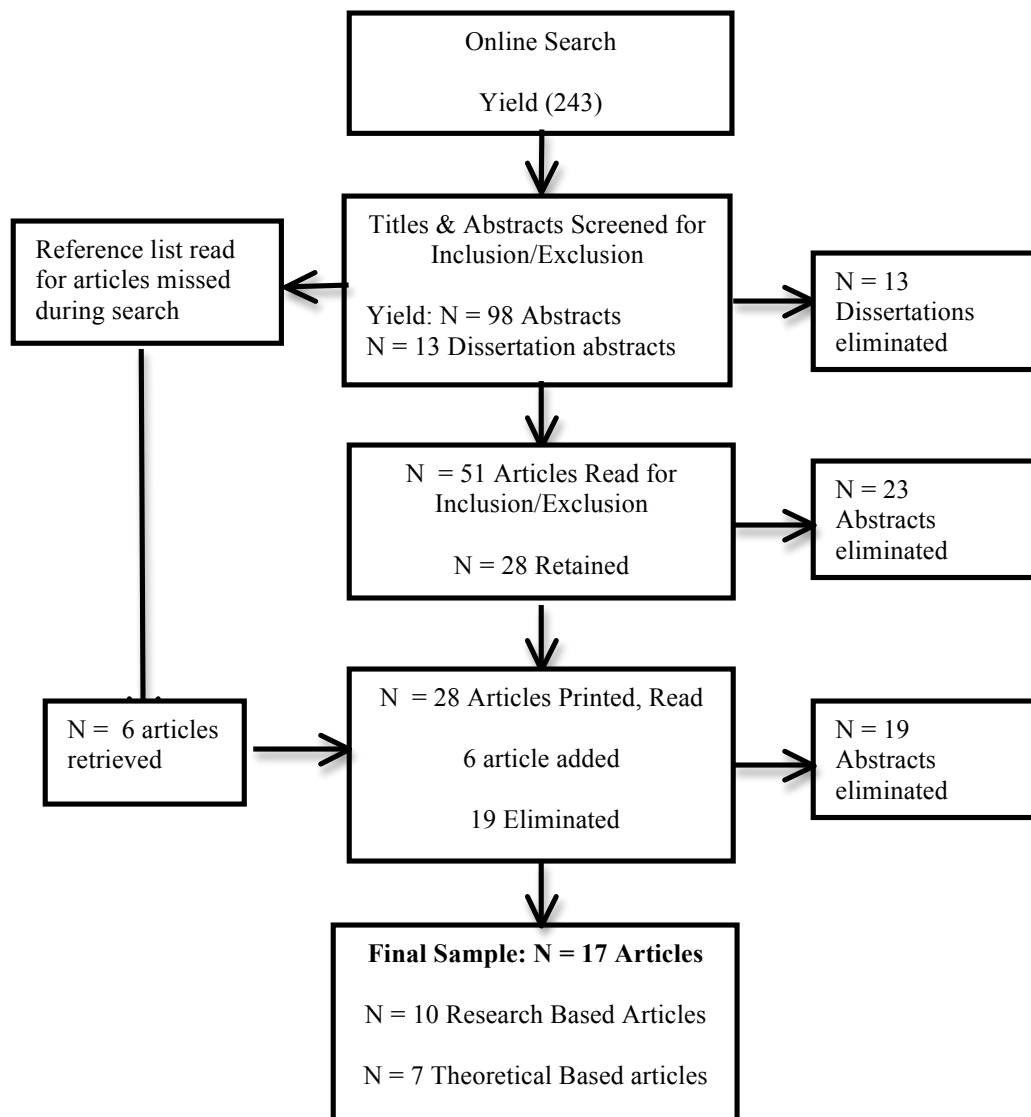 Online Search
Yield (243)
Titles & Abstracts Screened for
Inclusion/Exclusion
Yield: N = 98 Abstracts
N = 13 Dissertation abstracts
Reference list read
for articles missed
during search
N = 13
Dissertations
eliminated
N = 51 Articles Read for
Inclusion/Exclusion
N = 28 Retained
N = 23
Abstracts
eliminated
N = 6 articles
retrieved
N = 28 Articles Printed, Read
6 article added
19 Eliminated
N = 19
Abstracts
eliminated
Final Sample: N = 17 Articles
N = 10 Research Based Articles
N = 7 Theoretical Based articles